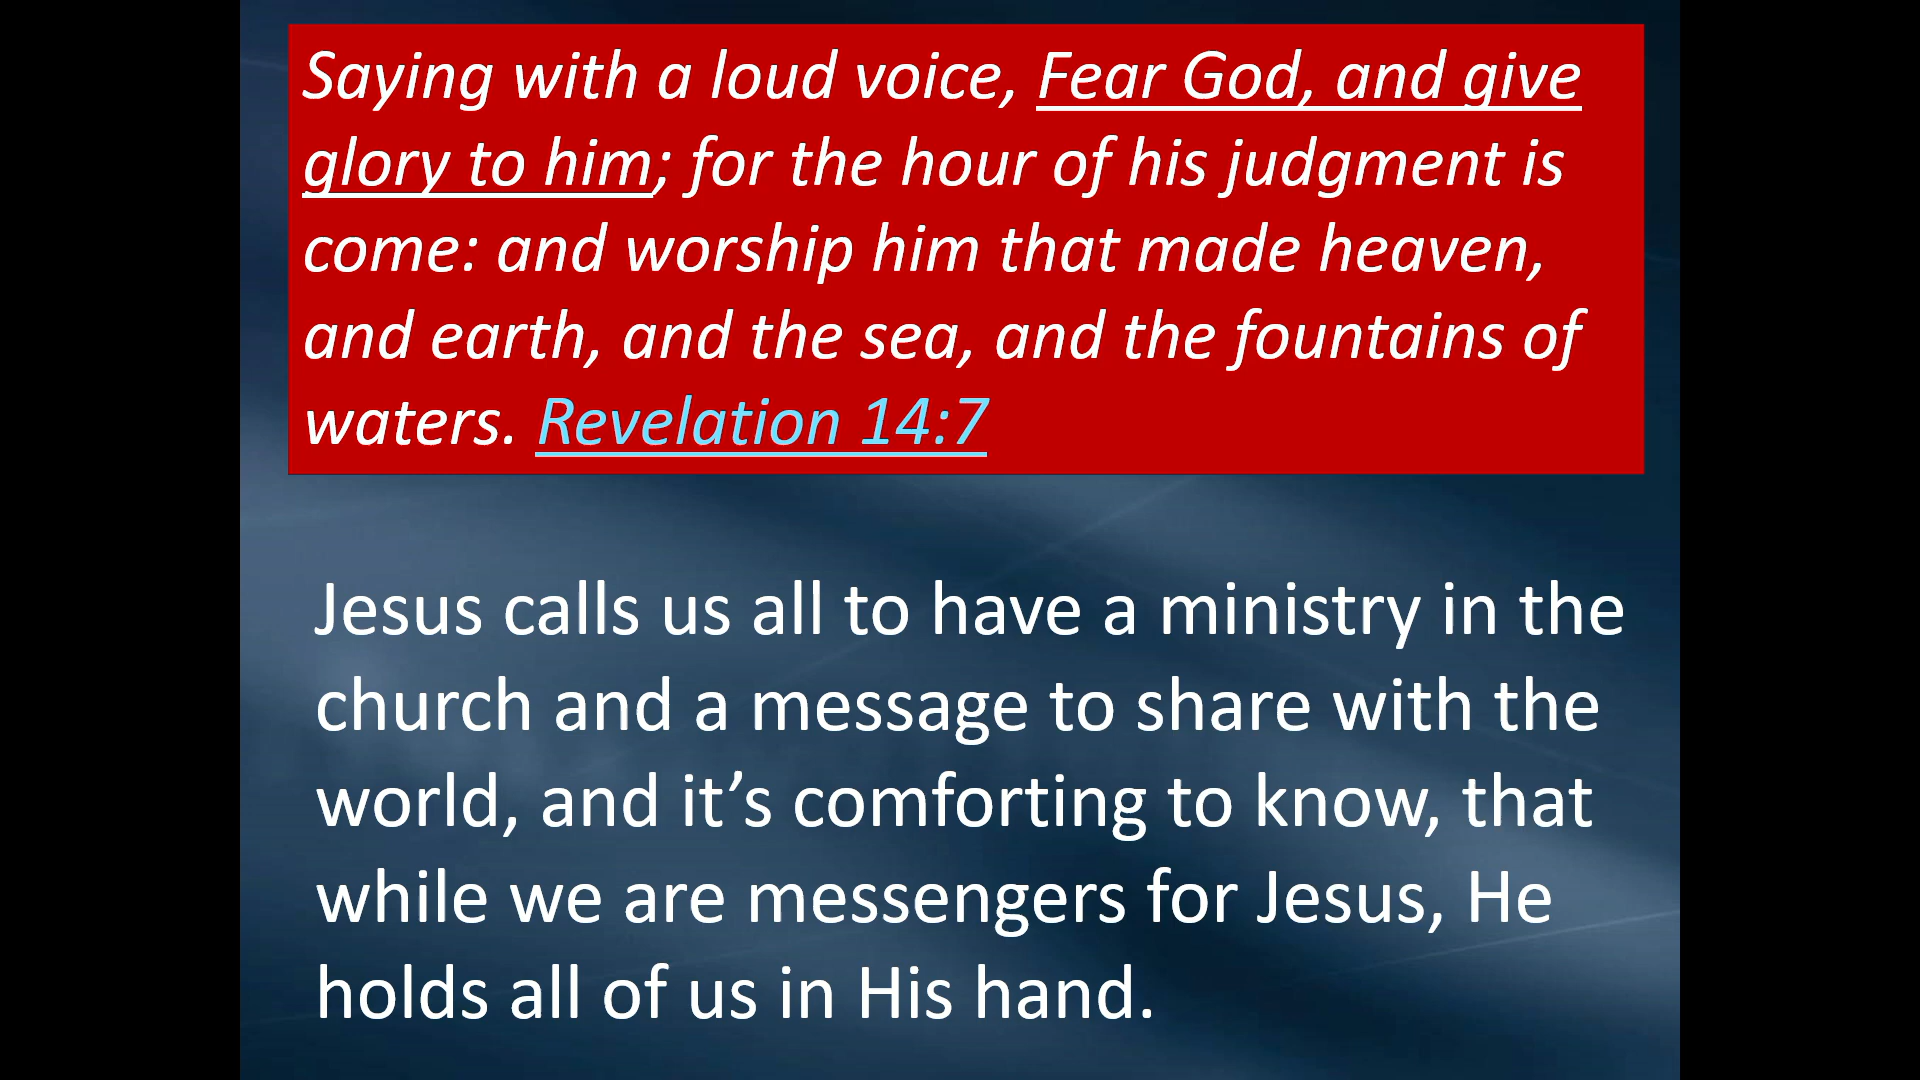 Saying with a loud voice, Fear God, and give
glory to him; for the hour of his judgment is
come: and worship him that made heaven,
and earth, and the sea, and the fountains of
waters. Revelation 14:7
Jesus calls us all to have a ministry in the
church and a message to share with the
world, and it’s comforting to know, that
while we are messengers for Jesus, He
holds all of us in His hand.